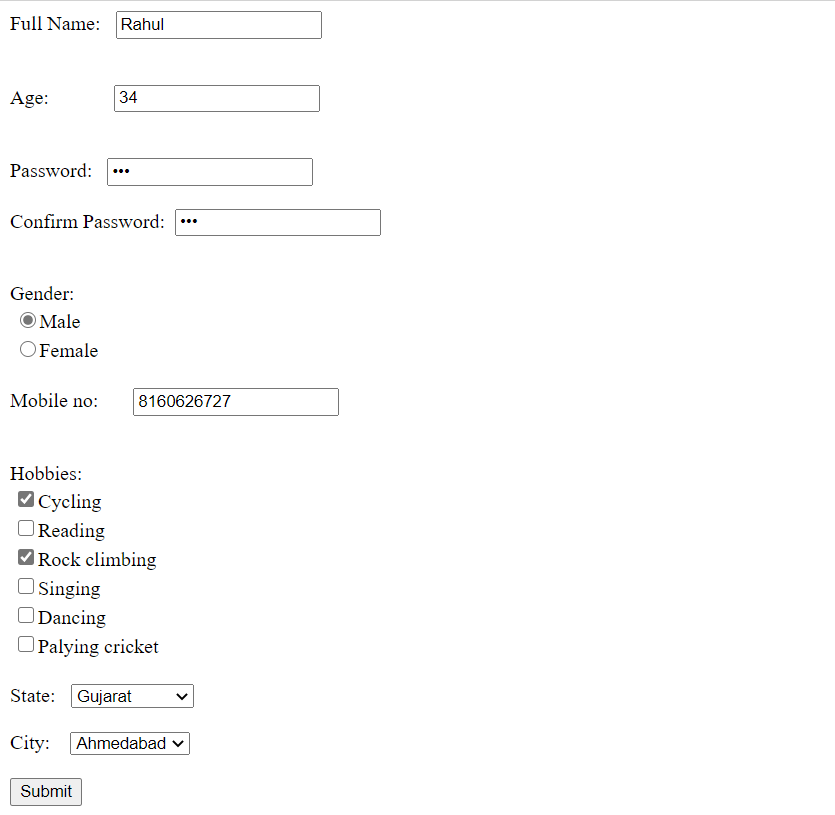 Full Name: Rahul
Age: 34
Password: •••
Confirm Password: •••
Gender:
Male
Female
Mobile no: 8160626727
Hobbies:
Cycling
Reading
Rock climbing
Singing
Dancing
Palying cricket
State: Gujarat
City: Ahmedabad
Submit